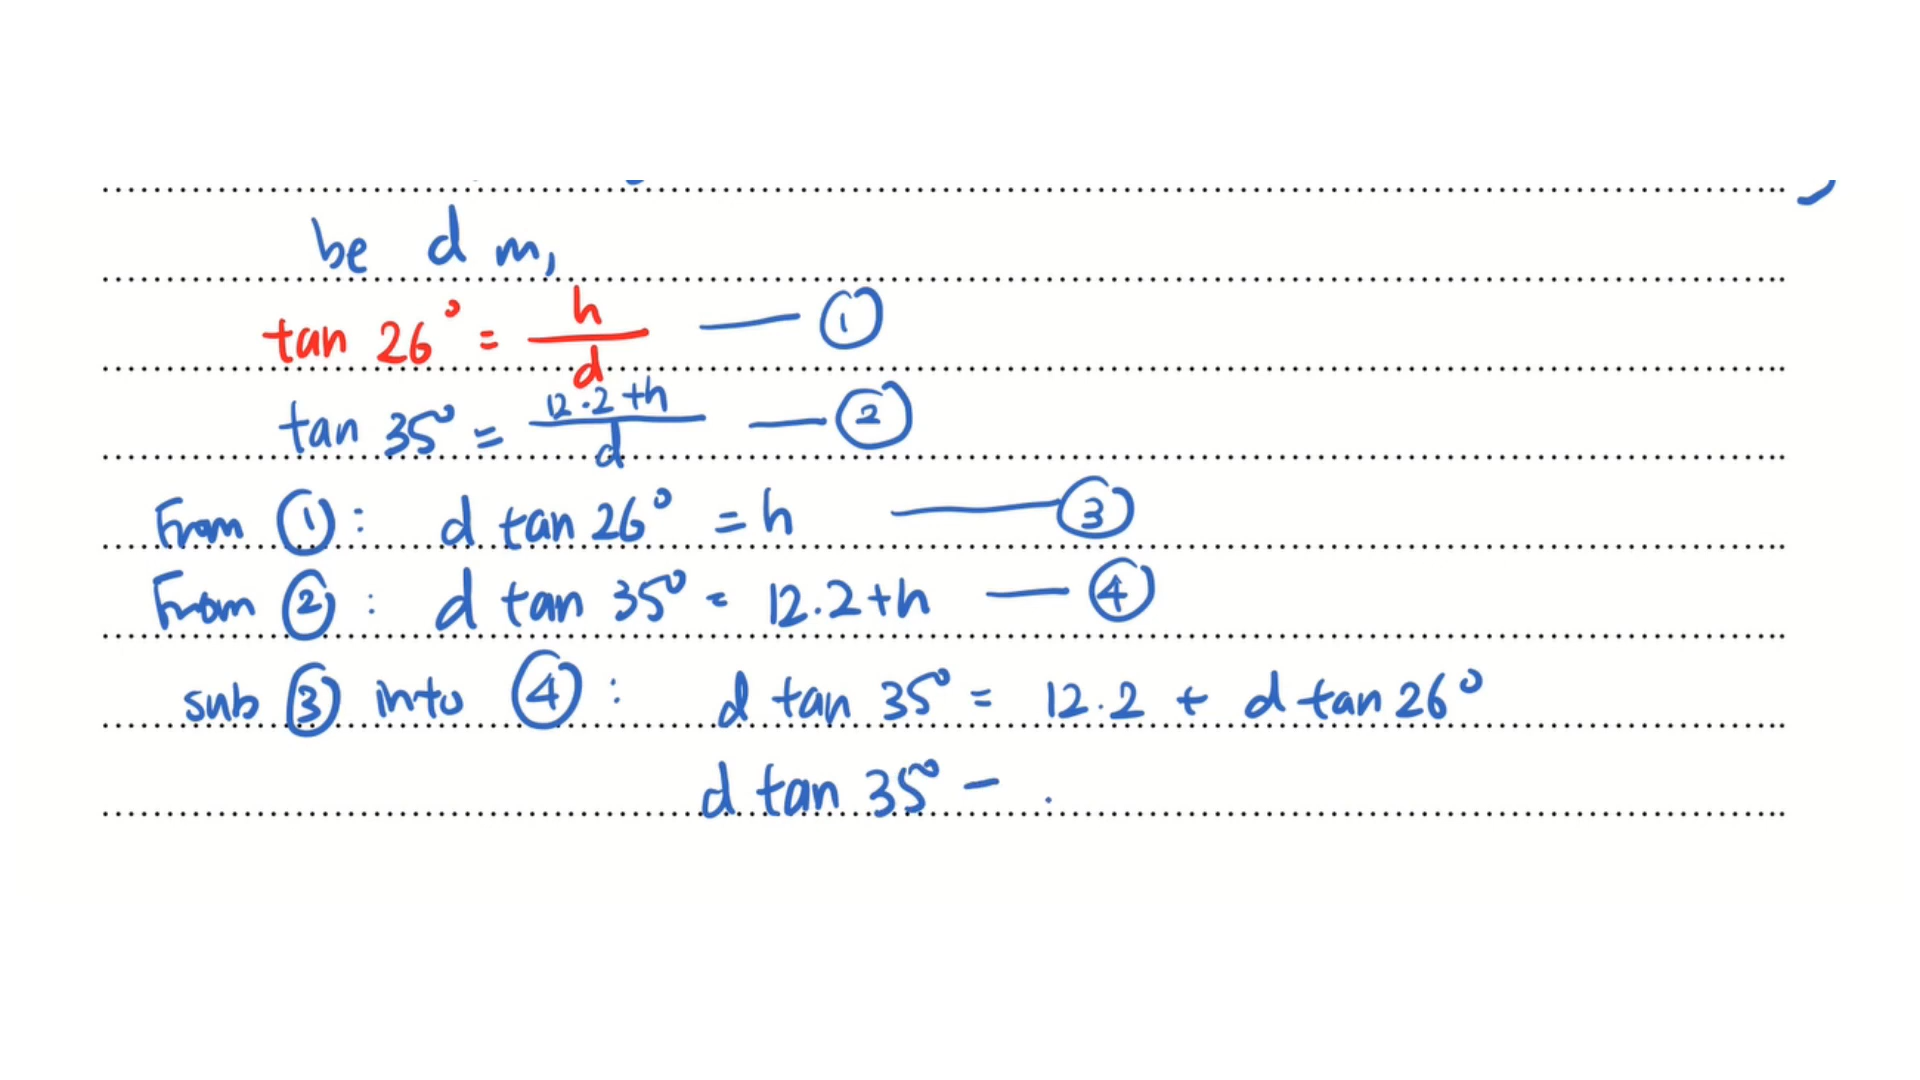 be d m,
tan 26° = h/d —— ①
tan 35° = 12.2+h/d —— ②
From ①: d tan 26° = h —— ③
From ②: d tan 35° = 12.2+h —— ④
sub ③ into ④: d tan 35° = 12.2 + d tan 26°
d tan 35° -